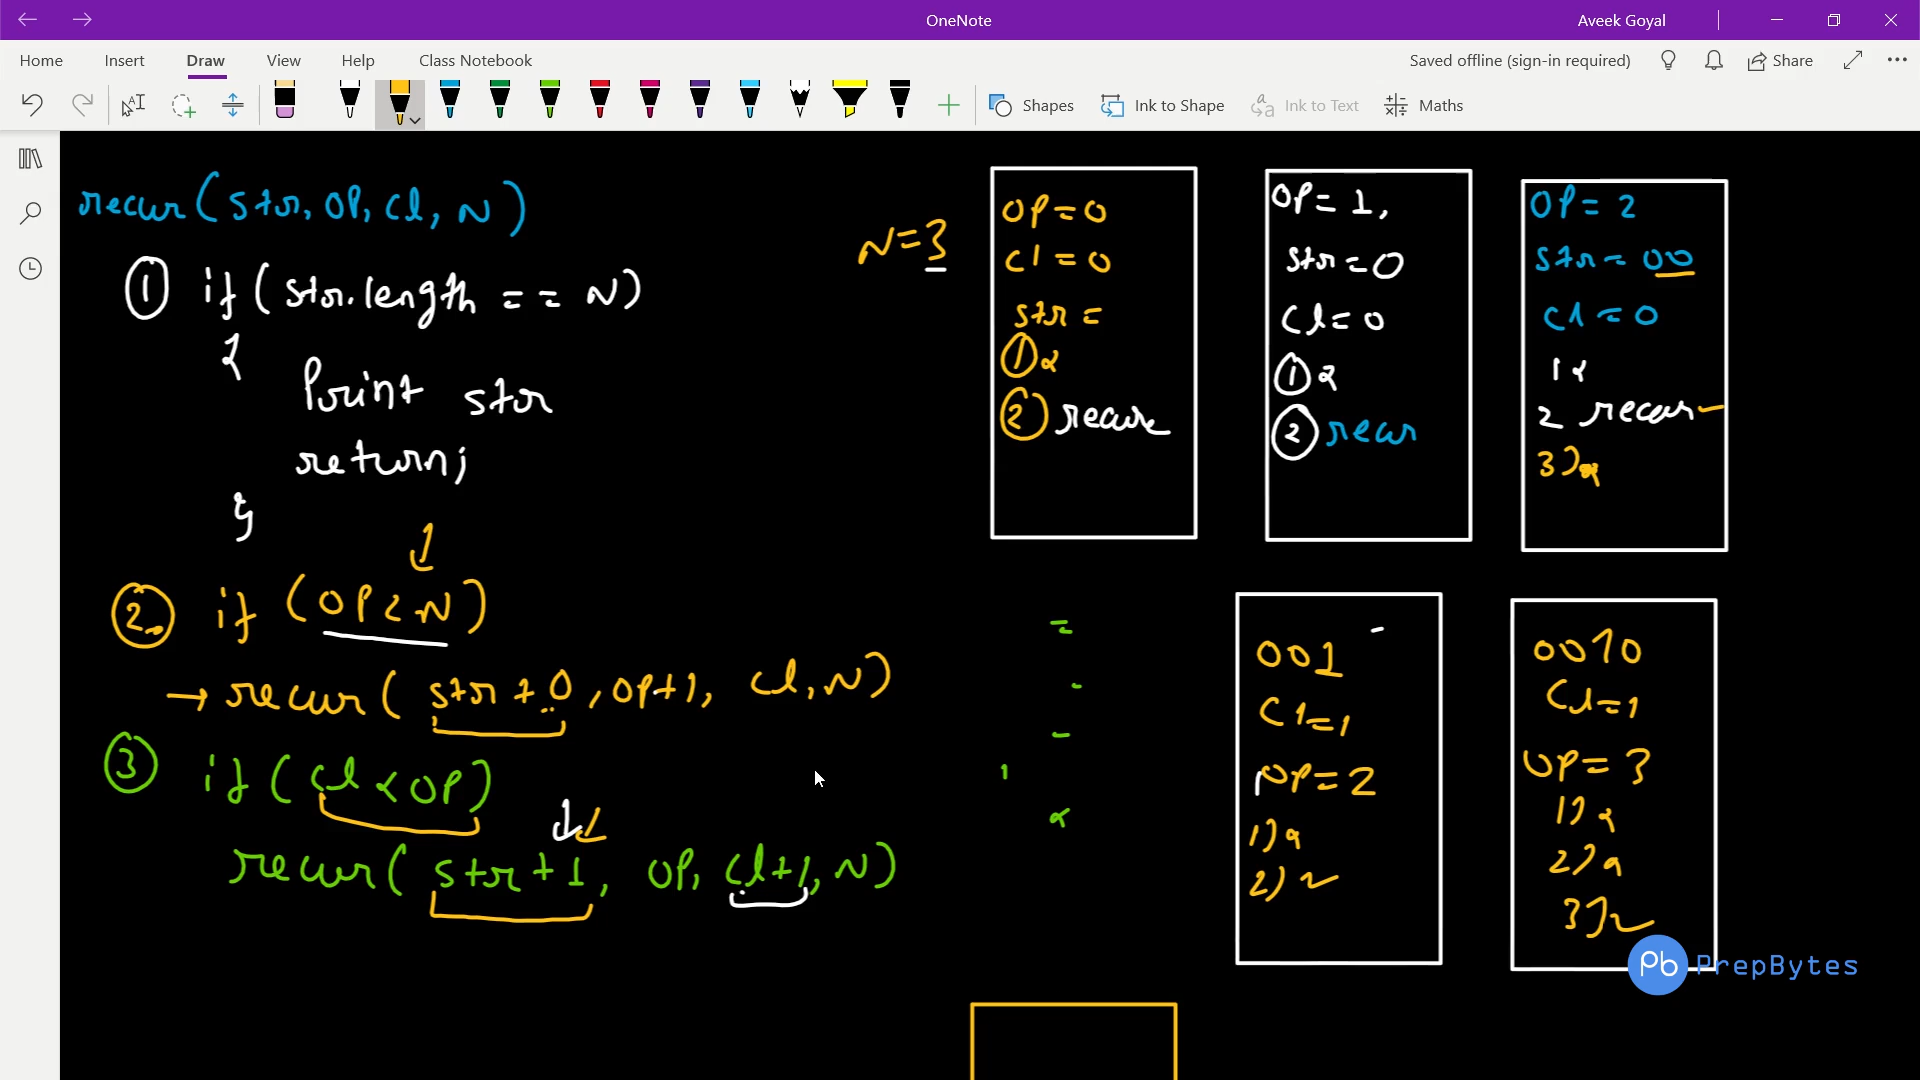 OneNote
Aveek Goyal
Home Insert Draw View Help Class Notebook
Saved offline (sign-in required) Share
Shapes Ink to Shape Ink to Text Maths
recur(str, OP, Cl, N)
1 if (str.length == N)
{
Print str
return;
}
2. if (OP < N)
→ recur( str + 0, OP+1, Cl, N)
3 if (Cl < OP)
recur( str + 1, OP, Cl+1, N)
N=3
OP=0
Cl=0
str =
1 x
2 recur
OP=1,
str=0
Cl=0
1 x
2 recur
OP=2
str=00
Cl=0
1 x
2 recur
3)x
001
Cl=1
OP=2
1)x
2)
0010
Cl=1
OP=3
1)x
2)x
3)
Pb PrepBytes